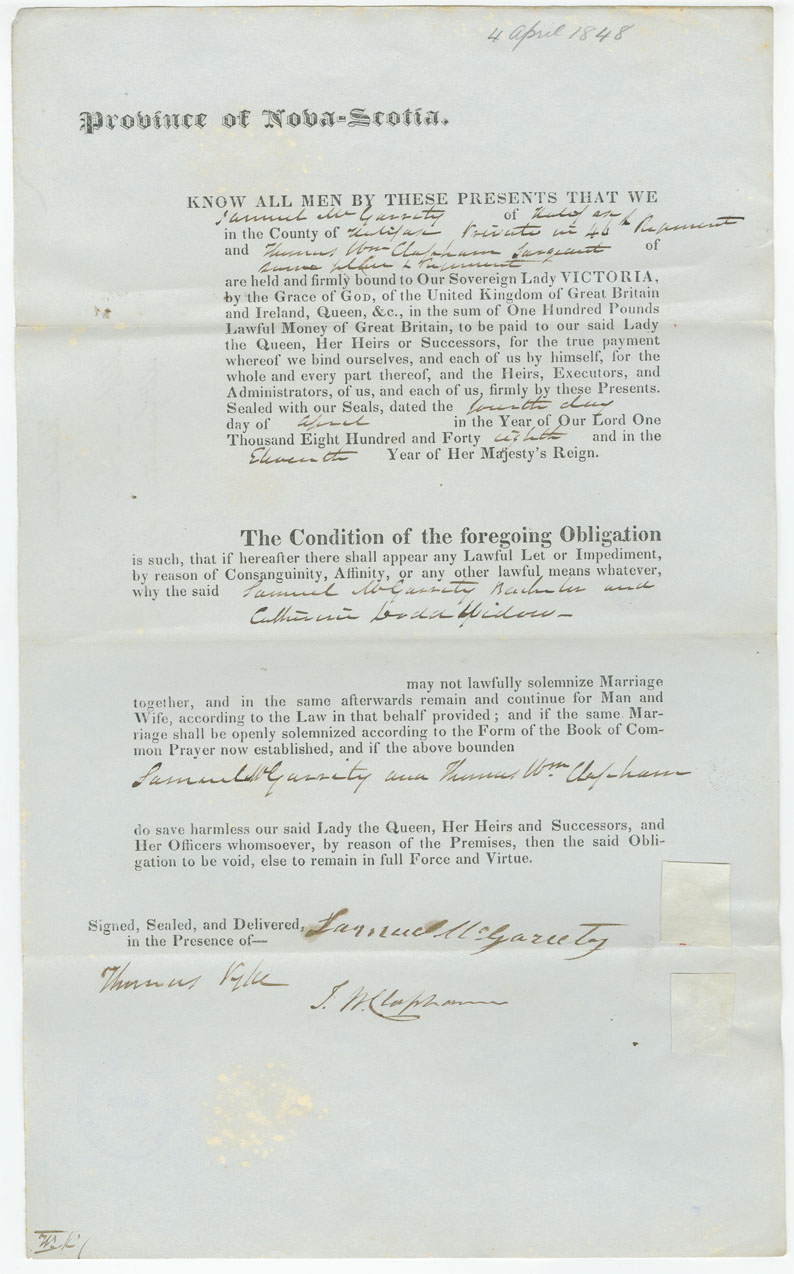 4 April 1848
Province of Nova-Scotia.
KNOW ALL MEN BY THESE PRESENTS THAT WE
Samuel McGarrety of Halifax
in the County of Halifax Private in 46th Regiment
and Thomas Wm Clapham Sargeant of
same place & Regiment
are held and firmly bound to Our Sovereign Lady VICTORIA,
by the Grace of GOD, of the United Kingdom of Great Britain
and Ireland, Queen, &c., in the sum of One Hundred Pounds
Lawful Money of Great Britain, to be paid to our said Lady
the Queen, Her Heirs or Successors, for the true payment
whereof we bind ourselves, and each of us by himself, for the
whole and every part thereof, and the Heirs, Executors, and
Administrators, of us, and each of us, firmly by these Presents.
Sealed with our Seals, dated the fourth day
day of April in the Year of Our Lord One
Thousand Eight Hundred and Forty eighth and in the
Eleventh Year of Her Majesty's Reign.
The Condition of the foregoing Obligation
is such, that if hereafter there shall appear any Lawful Let or Impediment,
by reason of Consanguinity, Affinity, or any other lawful means whatever,
why the said Samuel McGarrety Bachelor and
Catherine Dodd Widow-
may not lawfully solemnize Marriage
together, and in the same afterwards remain and continue for Man and
Wife, according to the Law in that behalf provided; and if the same Mar-
riage shall be openly solemnized according to the Form of the Book of Com-
mon Prayer now established, and if the above bounden
Samuel McGarrity and Thomas Wm Clapham
do save harmless our said Lady the Queen, Her Heirs and Successors, and
Her Officers whomsoever, by reason of the Premises, then the said Obli-
gation to be void, else to remain in full Force and Virtue.
Signed, Sealed, and Delivered, Samuel McGariety
in the Presence of—
Thomas Pyke
T. W. Clapham